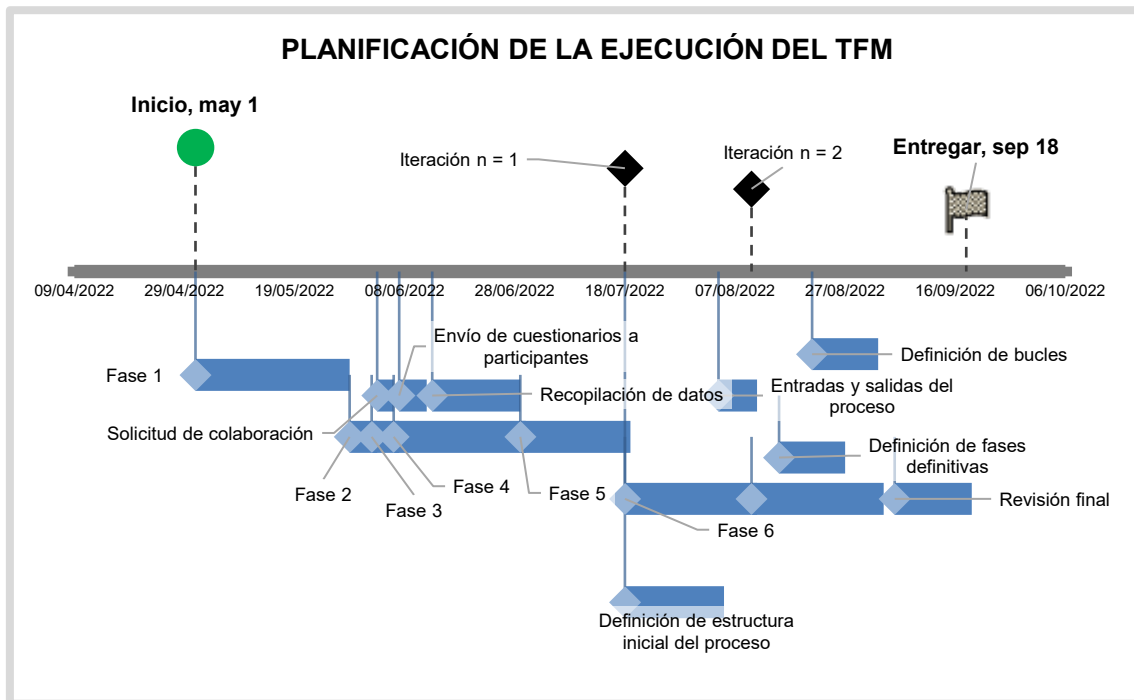 PLANIFICACIÓN DE LA EJECUCIÓN DEL TFM
Inicio, may 1
Iteración n = 1
Iteración n = 2
Entregar, sep 18
09/04/2022
29/04/2022
19/05/2022
08/06/2022
28/06/2022
18/07/2022
07/08/2022
27/08/2022
16/09/2022
06/10/2022
Envío de cuestionarios a
participantes
Definición de bucles
Fase 1
Recopilación de datos
Entradas y salidas del
proceso
Solicitud de colaboración
Definición de fases
definitivas
Fase 2
Fase 3
Fase 4
Fase 5
Fase 6
Revisión final
Definición de estructura
inicial del proceso